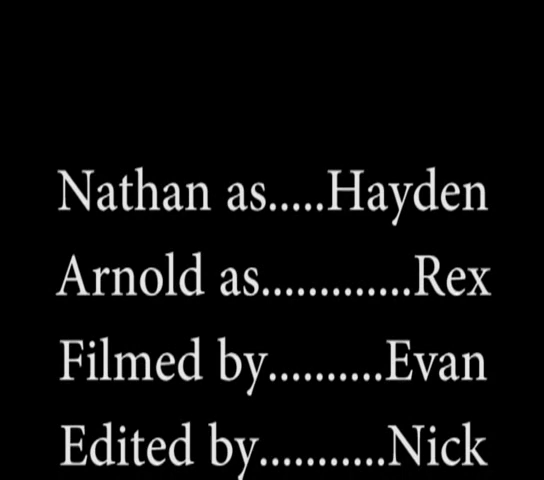 Nathan as.....Hayden
Arnold as.............Rex
Filmed by..........Evan
Edited by...........Nick